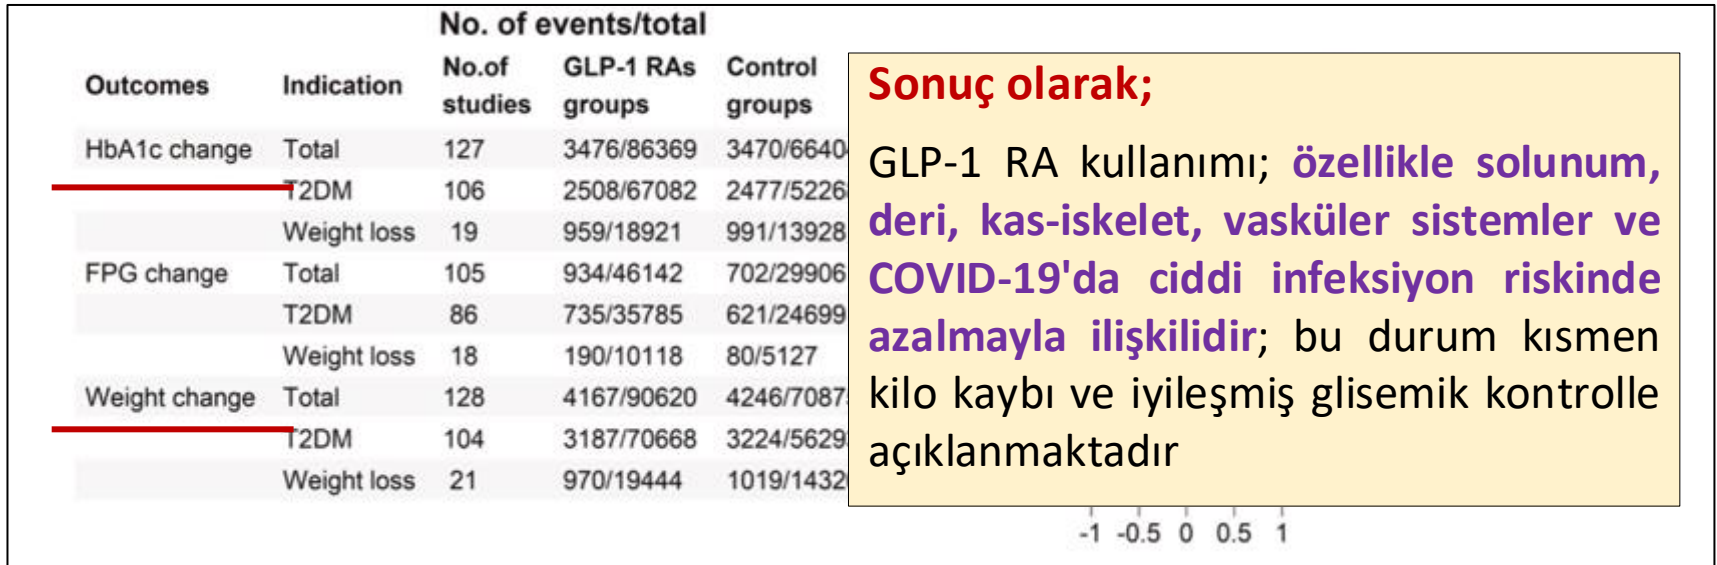 No. of events/total
Outcomes Indication No.of studies GLP-1 RAs groups Control groups
HbA1c change Total 127 3476/86369
T2DM 106 2508/67082
Weight loss 19 959/18921 991/13928
FPG change Total 105 934/46142 702/29906
T2DM 86 735/35785 621/24699
Weight loss 18 190/10118 80/5127
Weight change Total 128 4167/90620
T2DM 104 3187/70668
Weight loss 21 970/19444
Sonuç olarak;
GLP-1 RA kullanımı; özellikle solunum,
deri, kas-iskelet, vasküler sistemler ve
COVID-19'da ciddi infeksiyon riskinde
azalmayla ilişkilidir; bu durum kısmen
kilo kaybı ve iyileşmiş glisemik kontrolle
açıklanmaktadır
-1 -0.5 0 0.5 1